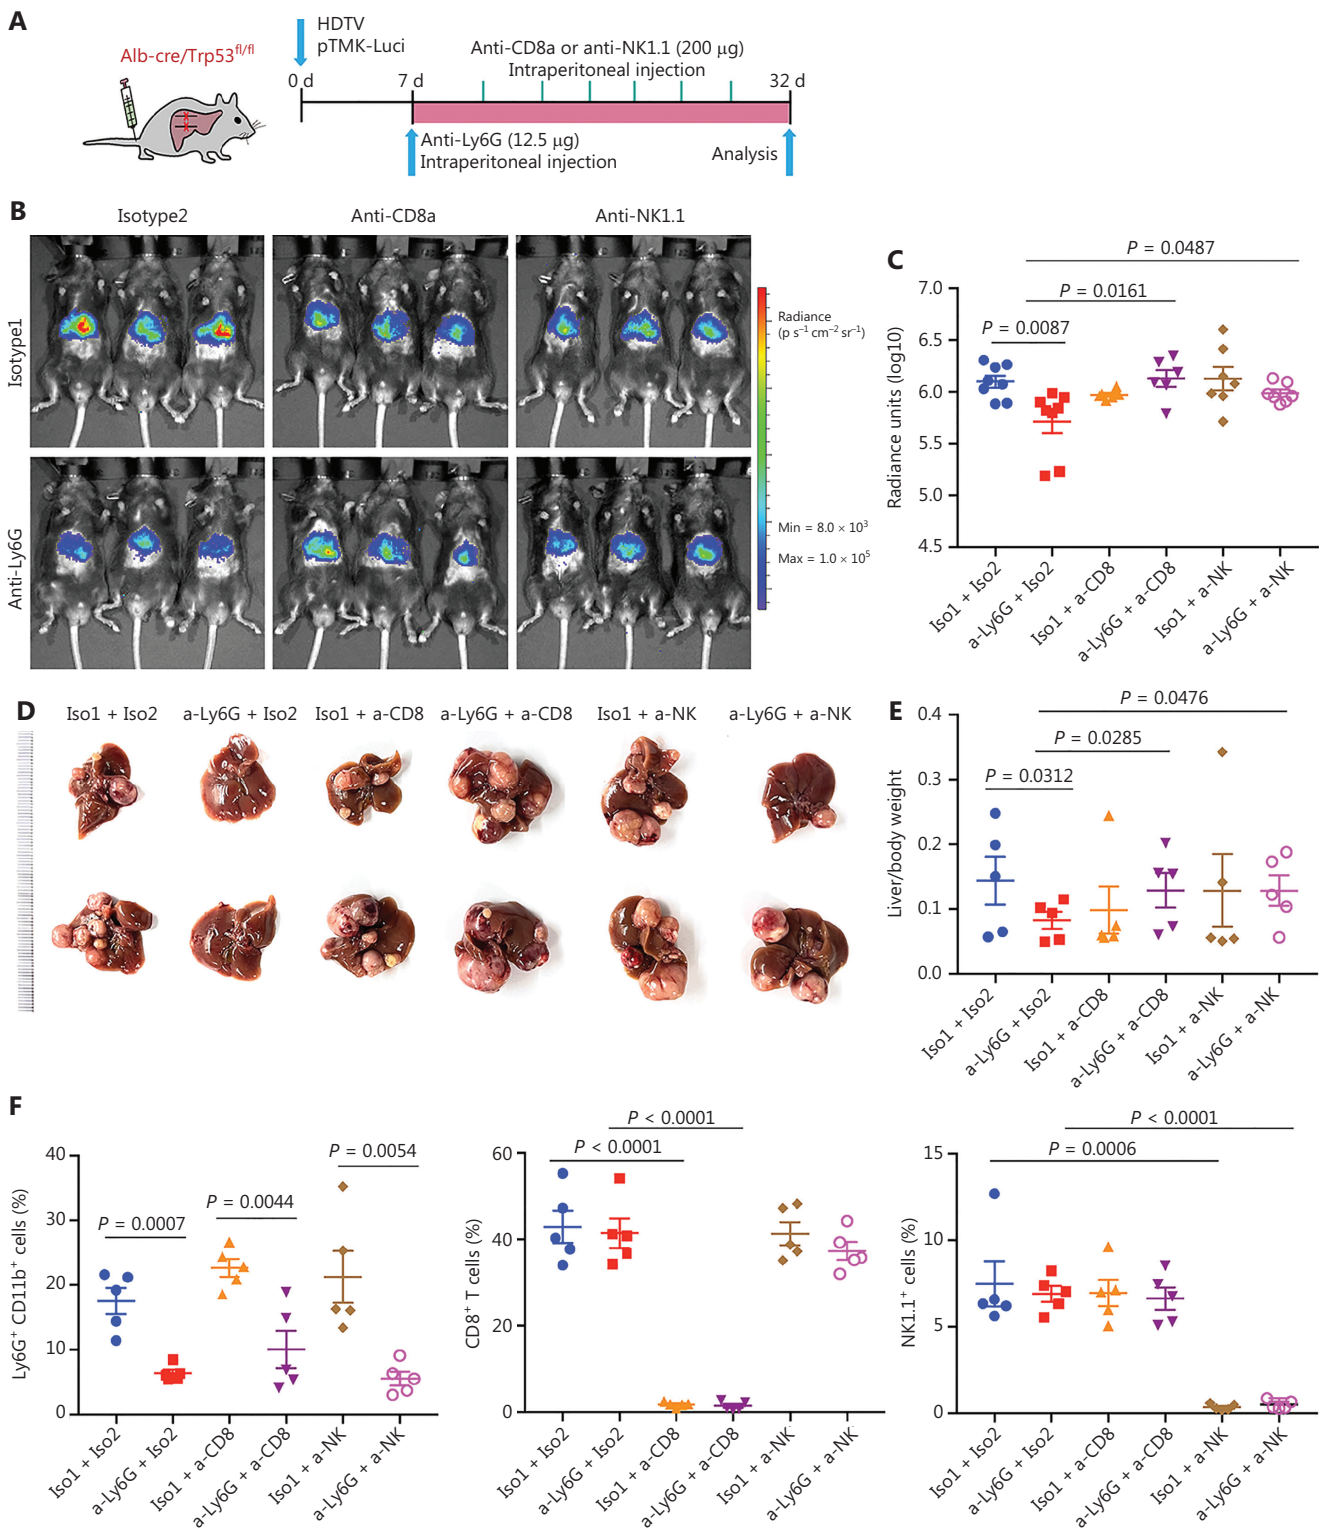 A
Alb-cre/Trp53fl/fl
HDTV
pTMK-Luci
Anti-CD8a or anti-NK1.1 (200 µg)
Intraperitoneal injection
0 d
7 d
32 d
Anti-Ly6G (12.5 µg)
Intraperitoneal injection
Analysis
B
Isotype2
Anti-CD8a
Anti-NK1.1
Isotype1
Anti-Ly6G
Radiance
(p s−1 cm−2 sr−1)
Min = 8.0 × 10³
Max = 1.0 × 10⁵
C
P = 0.0487
P = 0.0161
P = 0.0087
Radiance units (log10)
7.0
6.5
6.0
5.5
5.0
4.5
Iso1 + Iso2
a-Ly6G + Iso2
Iso1 + a-CD8
a-Ly6G + a-CD8
Iso1 + a-NK
a-Ly6G + a-NK
D
Iso1 + Iso2
a-Ly6G + Iso2
Iso1 + a-CD8
a-Ly6G + a-CD8
Iso1 + a-NK
a-Ly6G + a-NK
E
P = 0.0476
P = 0.0285
P = 0.0312
Liver/body weight
0.4
0.3
0.2
0.1
0.0
Iso1 + Iso2
a-Ly6G + Iso2
Iso1 + a-CD8
a-Ly6G + a-CD8
Iso1 + a-NK
a-Ly6G + a-NK
F
P = 0.0054
P = 0.0044
P = 0.0007
Ly6G+ CD11b+ cells (%)
40
30
20
10
0
Iso1 + Iso2
a-Ly6G + Iso2
Iso1 + a-CD8
a-Ly6G + a-CD8
Iso1 + a-NK
a-Ly6G + a-NK
P < 0.0001
P < 0.0001
CD8+ T cells (%)
60
40
20
0
Iso1 + Iso2
a-Ly6G + Iso2
Iso1 + a-CD8
a-Ly6G + a-CD8
Iso1 + a-NK
a-Ly6G + a-NK
P < 0.0001
P = 0.0006
NK1.1+ cells (%)
15
10
5
0
Iso1 + Iso2
a-Ly6G + Iso2
Iso1 + a-CD8
a-Ly6G + a-CD8
Iso1 + a-NK
a-Ly6G + a-NK